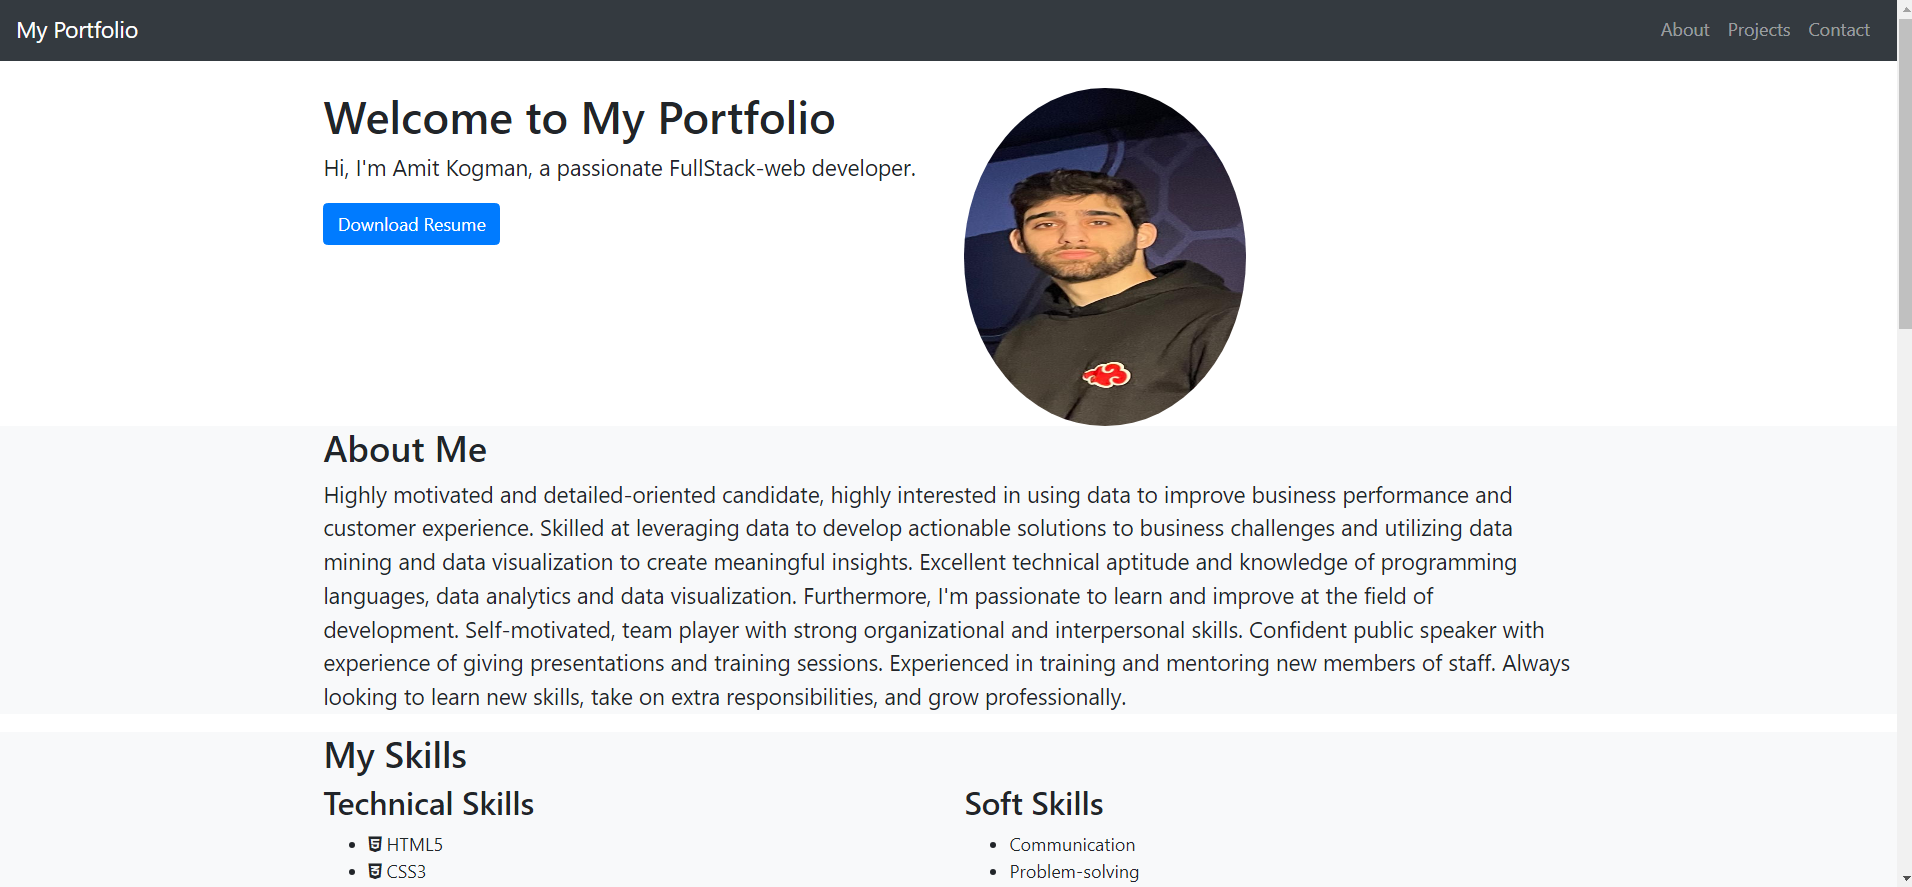 My Portfolio
About Projects Contact
Welcome to My Portfolio
Hi, I'm Amit Kogman, a passionate FullStack-web developer.
Download Resume
About Me
Highly motivated and detailed-oriented candidate, highly interested in using data to improve business performance and
customer experience. Skilled at leveraging data to develop actionable solutions to business challenges and utilizing data
mining and data visualization to create meaningful insights. Excellent technical aptitude and knowledge of programming
languages, data analytics and data visualization. Furthermore, I'm passionate to learn and improve at the field of
development. Self-motivated, team player with strong organizational and interpersonal skills. Confident public speaker with
experience of giving presentations and training sessions. Experienced in training and mentoring new members of staff. Always
looking to learn new skills, take on extra responsibilities, and grow professionally.
My Skills
Technical Skills
HTML5
CSS3
Soft Skills
Communication
Problem-solving